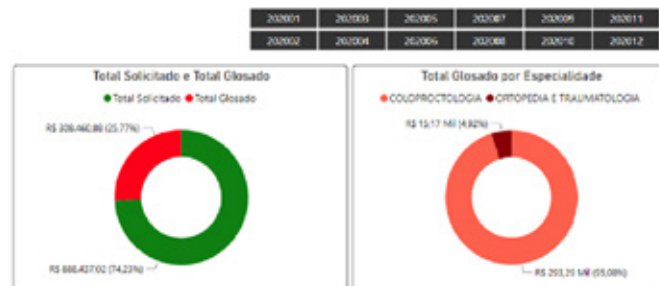 202001 202003 202005 202007 202009 202011
202002 202004 202006 202008 202010 202012
Total Solicitado e Total Glosado
Total Solicitado Total Glosado
R$ 308.460,88 (25,77%)
R$ 888.437,02 (74,23%)
Total Glosado por Especialidade
COLOPROCTOLOGIA ORTOPEDIA E TRAUMATOLOGIA
R$ 15,17 Mil (4,92%)
R$ 293,29 Mil (95,08%)